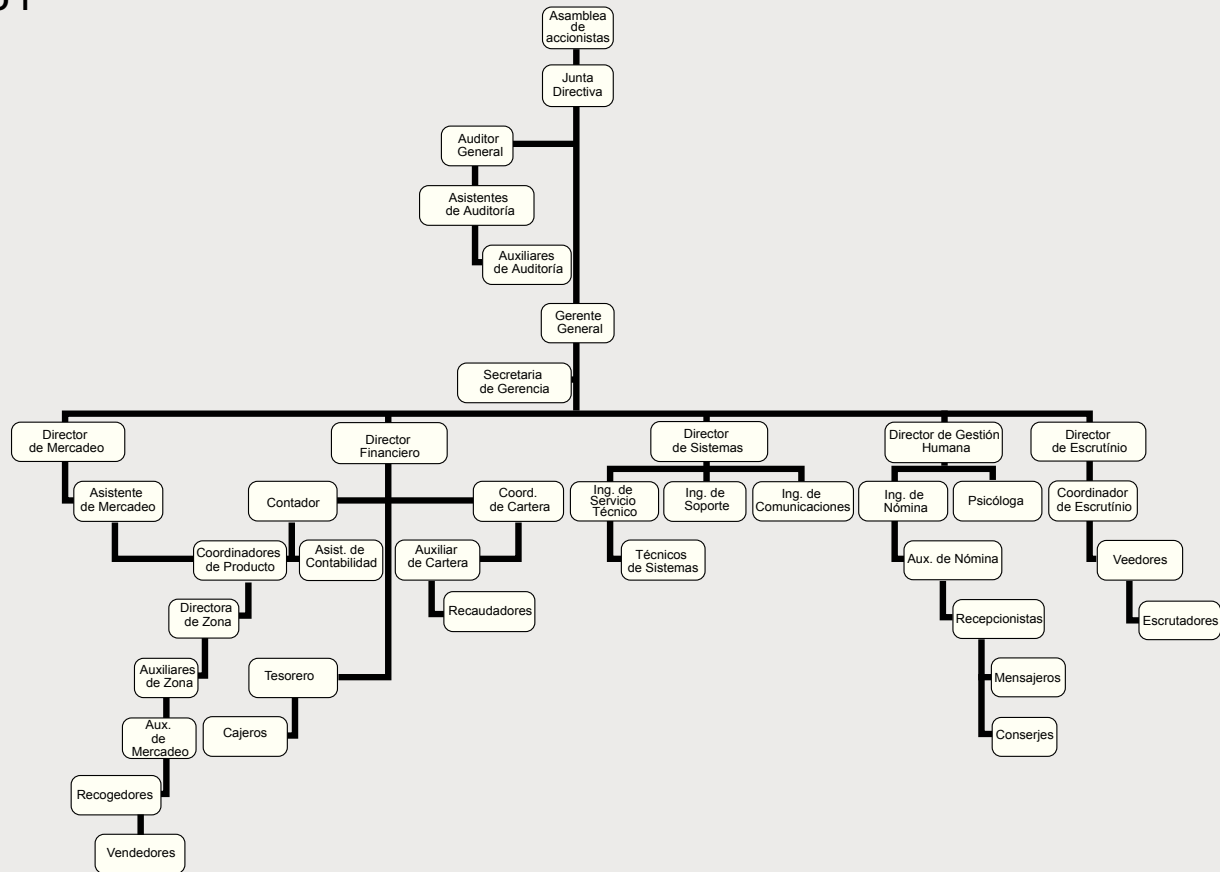 Asamblea
de
accionistas
Junta
Directiva
Auditor
General
Asistentes
de Auditoría
Auxiliares
de Auditoría
Gerente
General
Secretaria
de Gerencia
Director
de Mercadeo
Director
Financiero
Director
de Sistemas
Director de Gestión
Humana
Director
de Escrutínio
Asistente
de Mercadeo
Contador
Coord.
de Cartera
Ing. de
Servicio
Técnico
Ing. de
Soporte
Ing. de
Comunicaciones
Ing. de
Nómina
Psicóloga
Coordinador
de Escrutínio
Coordinadores
de Producto
Asist. de
Contabilidad
Auxiliar
de Cartera
Técnicos
de Sistemas
Aux. de Nómina
Veedores
Directora
de Zona
Recaudadores
Recepcionistas
Escrutadores
Auxiliares
de Zona
Tesorero
Mensajeros
Aux.
de
Mercadeo
Cajeros
Conserjes
Recogedores
Vendedores